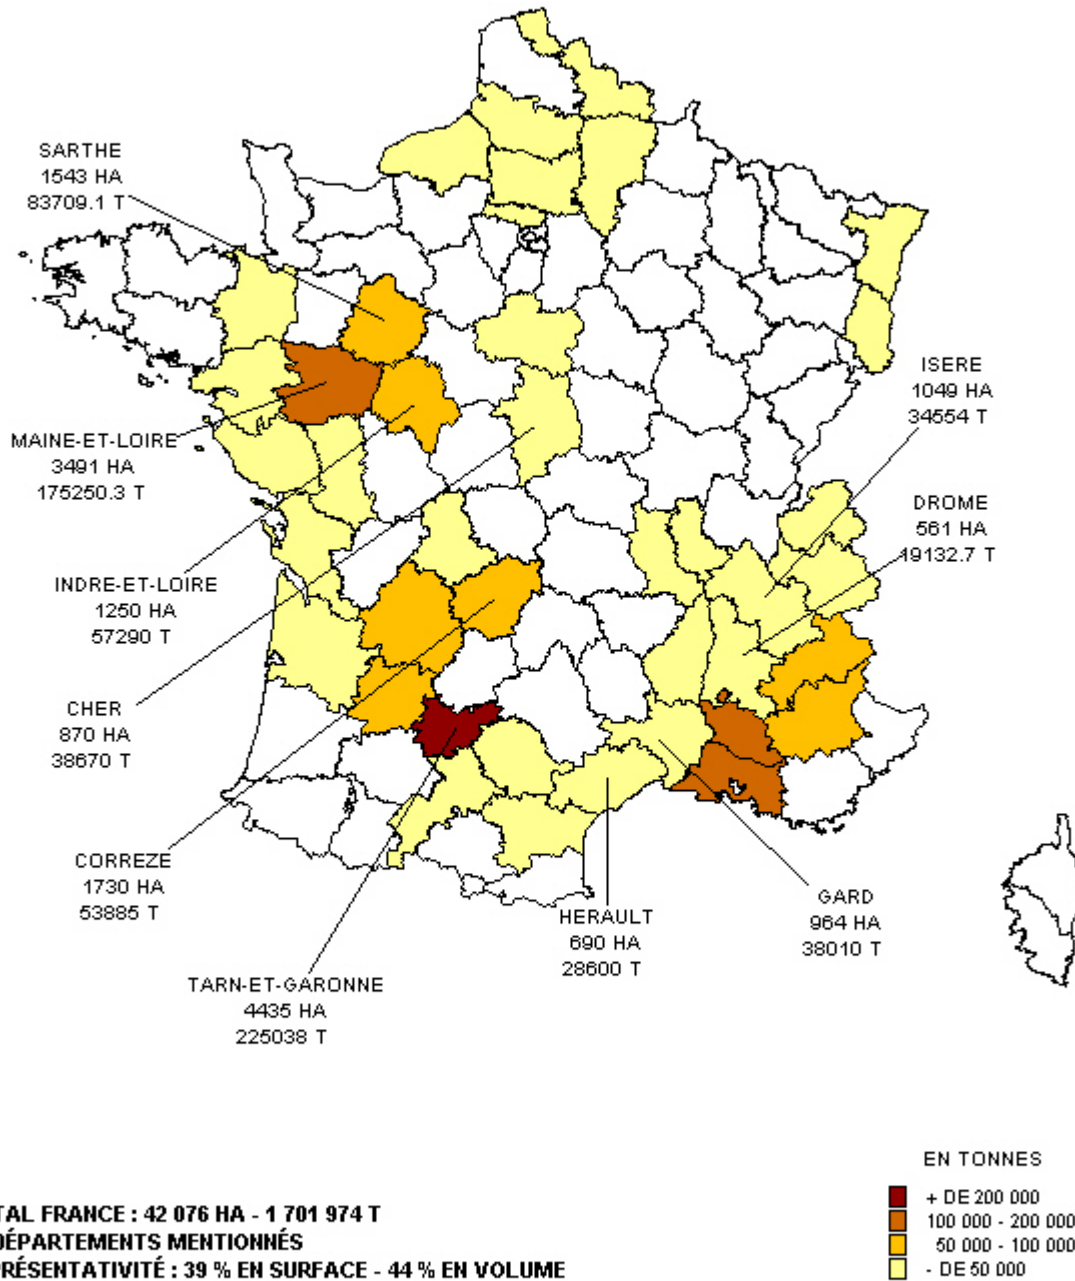 SARTHE
1543 HA
83709.1 T
ISERE
1049 HA
34554 T
MAINE-ET-LOIRE
3491 HA
175250.3 T
DROME
561 HA
19132.7 T
INDRE-ET-LOIRE
1250 HA
57290 T
CHER
870 HA
38670 T
CORREZE
1730 HA
53885 T
GARD
964 HA
38010 T
HERAULT
690 HA
28600 T
TARN-ET-GARONNE
4435 HA
225038 T
EN TONNES
+ DE 200 000
100 000 - 200 000
50 000 - 100 000
- DE 50 000
TAL FRANCE : 42 076 HA - 1 701 974 T
DÉPARTEMENTS MENTIONNÉS
PRÉSENTATIVITÉ : 39 % EN SURFACE - 44 % EN VOLUME